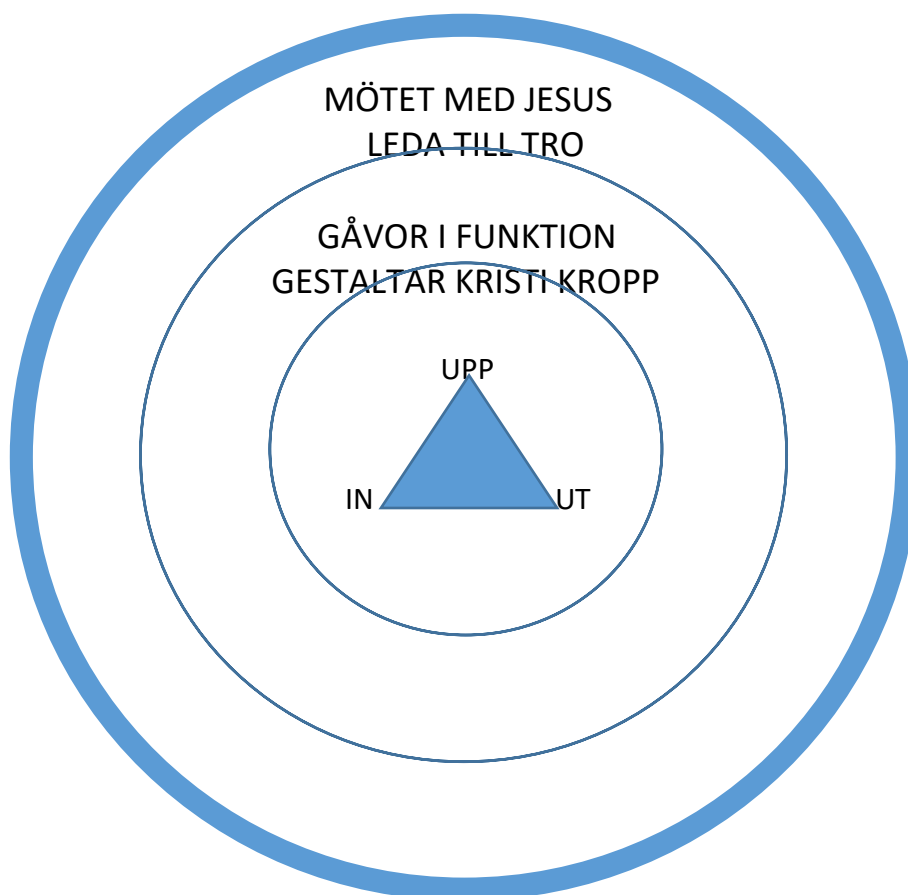 MÖTET MED JESUS
LEDA TILL TRO
GÅVOR I FUNKTION
GESTALTAR KRISTI KROPP
UPP
IN UT